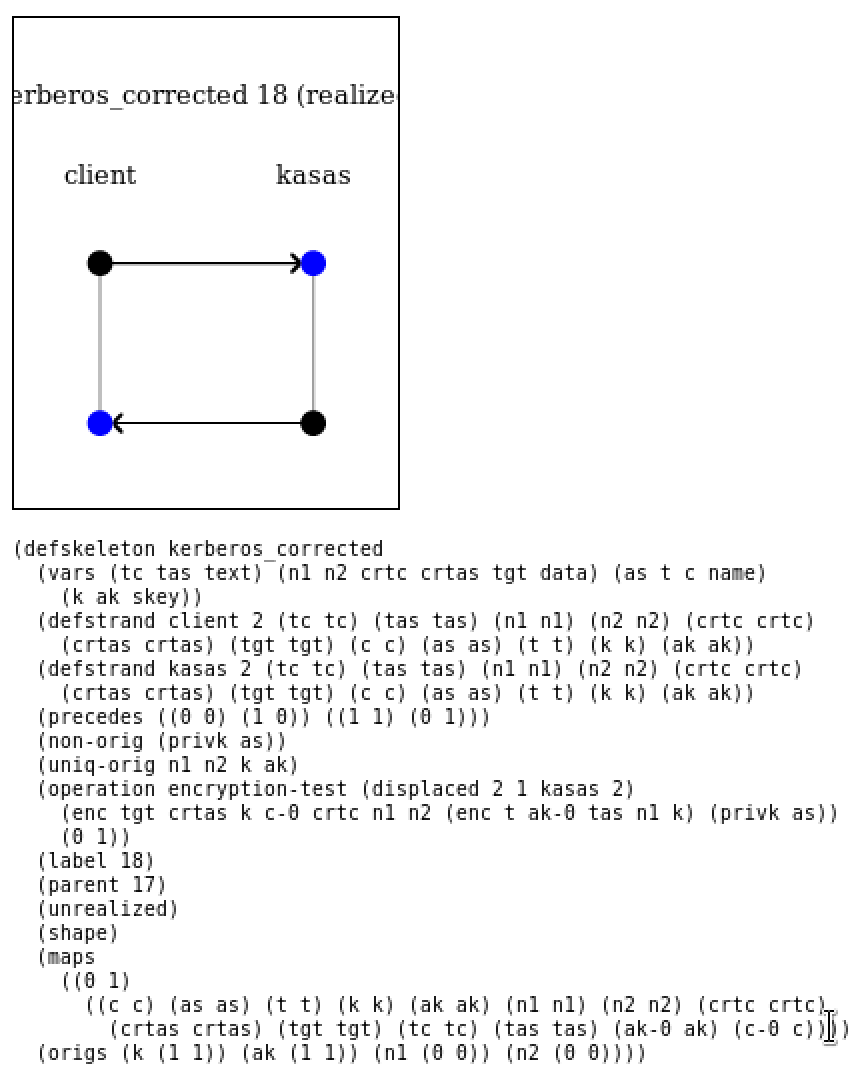 erberos_corrected 18 (realize
client kasas
(defskeleton kerberos_corrected
(vars (tc tas text) (n1 n2 crtc crtas tgt data) (as t c name)
(k ak skey))
(defstrand client 2 (tc tc) (tas tas) (n1 n1) (n2 n2) (crtc crtc)
(crtas crtas) (tgt tgt) (c c) (as as) (t t) (k k) (ak ak))
(defstrand kasas 2 (tc tc) (tas tas) (n1 n1) (n2 n2) (crtc crtc)
(crtas crtas) (tgt tgt) (c c) (as as) (t t) (k k) (ak ak))
(precedes ((0 0) (1 0)) ((1 1) (0 1)))
(non-orig (privk as))
(uniq-orig n1 n2 k ak)
(operation encryption-test (displaced 2 1 kasas 2)
(enc tgt crtas k c-0 crtc n1 n2 (enc t ak-0 tas n1 k) (privk as))
(0 1))
(label 18)
(parent 17)
(unrealized)
(shape)
(maps
((0 1)
((c c) (as as) (t t) (k k) (ak ak) (n1 n1) (n2 n2) (crtc crtc)
(crtas crtas) (tgt tgt) (tc tc) (tas tas) (ak-0 ak) (c-0 c))))
(origs (k (1 1)) (ak (1 1)) (n1 (0 0)) (n2 (0 0))))